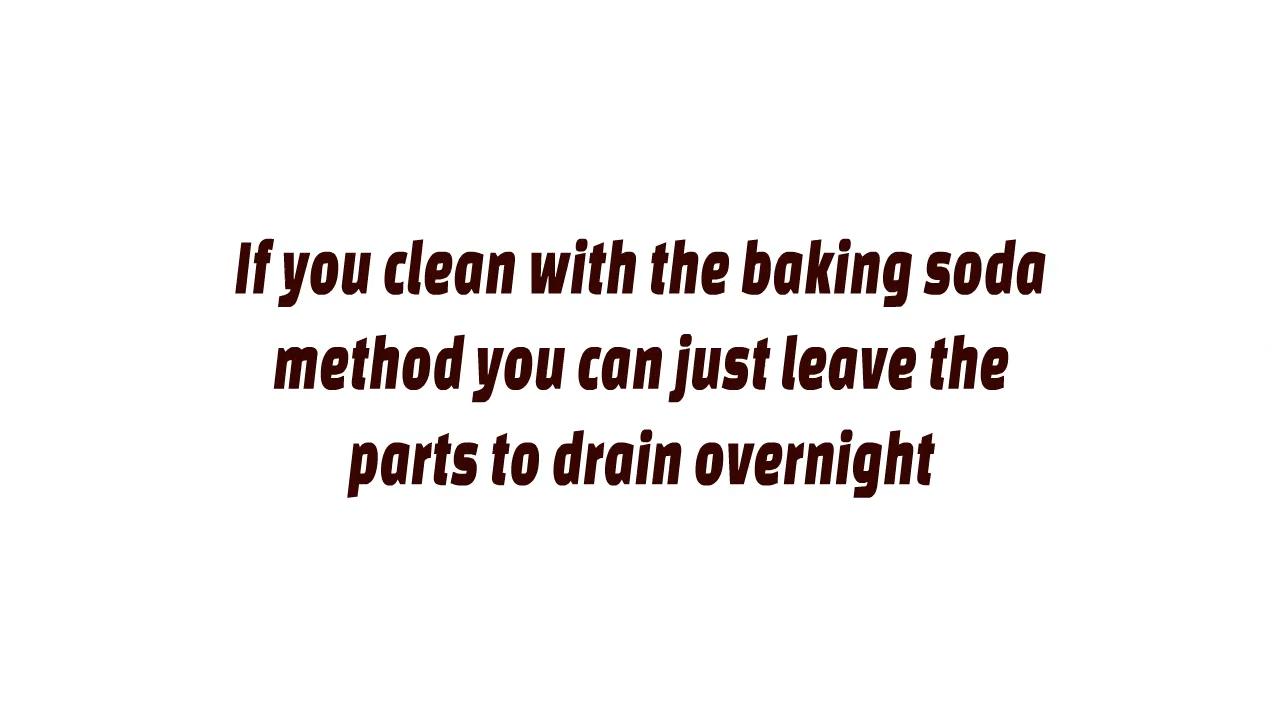 If you clean with the baking soda
method you can just leave the
parts to drain overnight